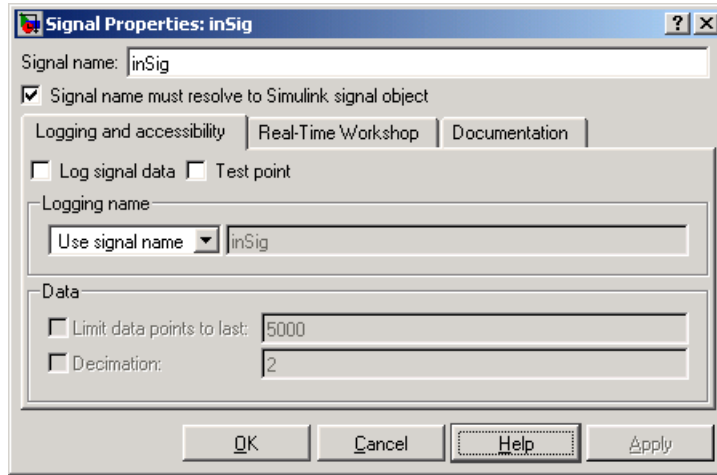 Signal Properties: inSig
Signal name: inSig
Signal name must resolve to Simulink signal object
Logging and accessibility Real-Time Workshop Documentation
Log signal data Test point
Logging name
Use signal name inSig
Data
Limit data points to last: 5000
Decimation: 2
OK Cancel Help Apply